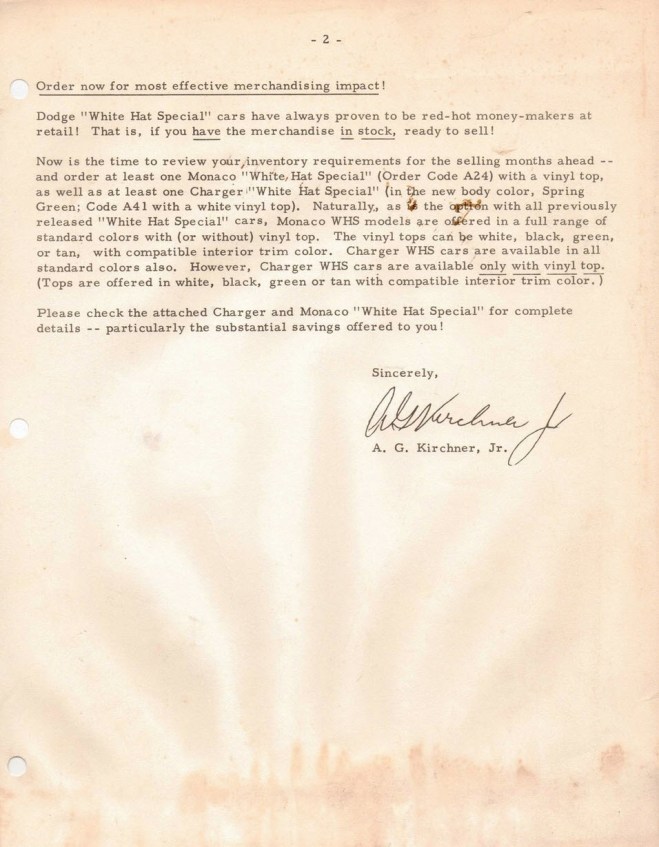 - 2 -
Order now for most effective merchandising impact!
Dodge "White Hat Special" cars have always proven to be red-hot money-makers at
retail! That is, if you have the merchandise in stock, ready to sell!
Now is the time to review your inventory requirements for the selling months ahead --
and order at least one Monaco "White Hat Special" (Order Code A24) with a vinyl top,
as well as at least one Charger "White Hat Special" (in the new body color, Spring
Green; Code A41 with a white vinyl top). Naturally, as is the option with all previously
released "White Hat Special" cars, Monaco WHS models are offered in a full range of
standard colors with (or without) vinyl top. The vinyl tops can be white, black, green,
or tan, with compatible interior trim color. Charger WHS cars are available in all
standard colors also. However, Charger WHS cars are available only with vinyl top.
(Tops are offered in white, black, green or tan with compatible interior trim color.)
Please check the attached Charger and Monaco "White Hat Special" for complete
details -- particularly the substantial savings offered to you!
Sincerely,
AG Kirchner Jr
A. G. Kirchner, Jr.